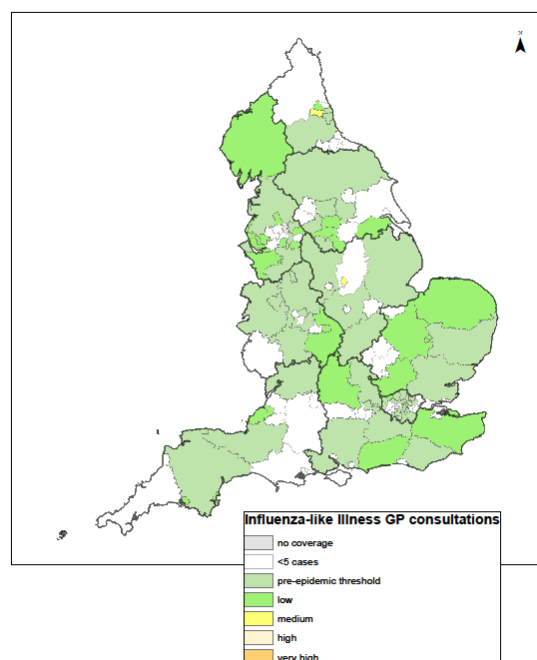 N
Influenza-like Illness GP consultations
no coverage
<5 cases
pre-epidemic threshold
low
medium
high
very high